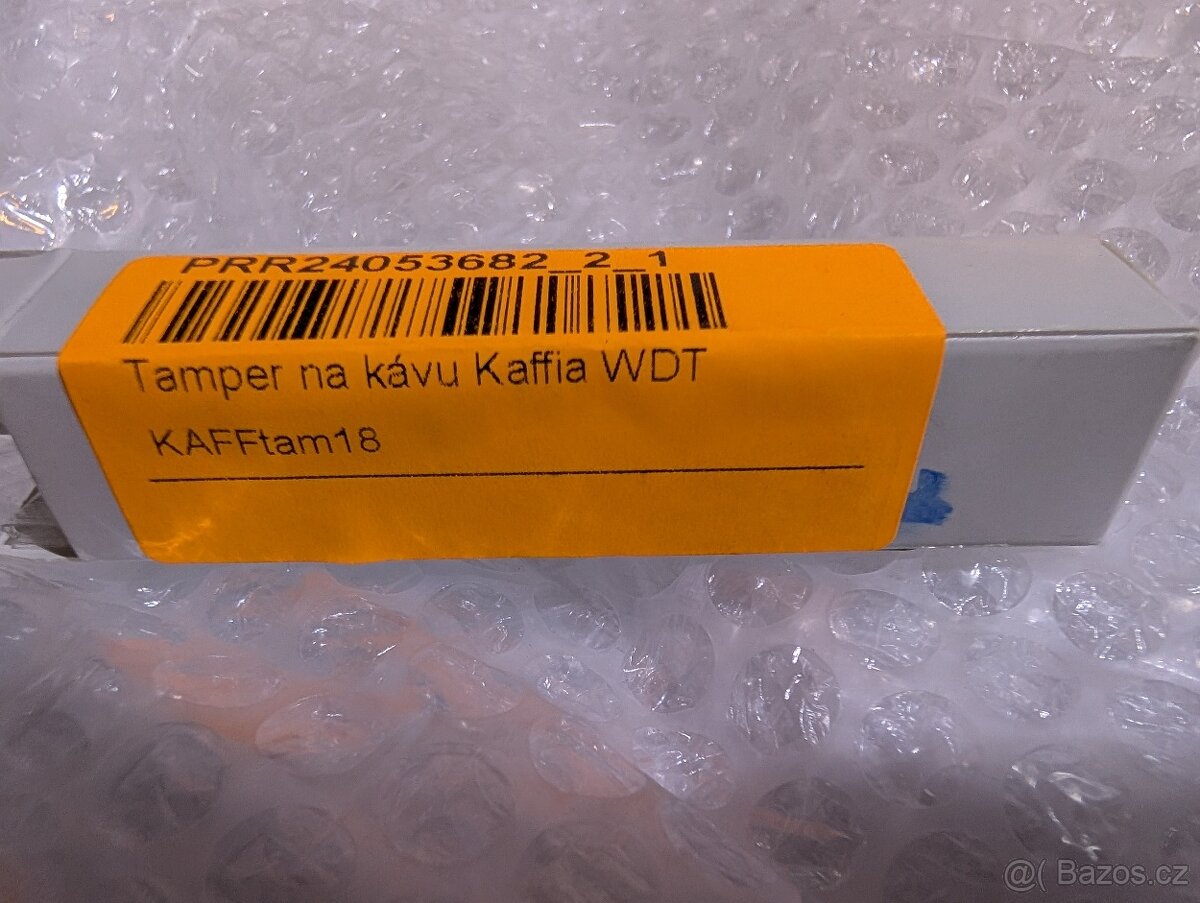 PRR24053682_2_1
Tamper na kávu Kaffia WDT
KAFFtam18
@( Bazos.cz